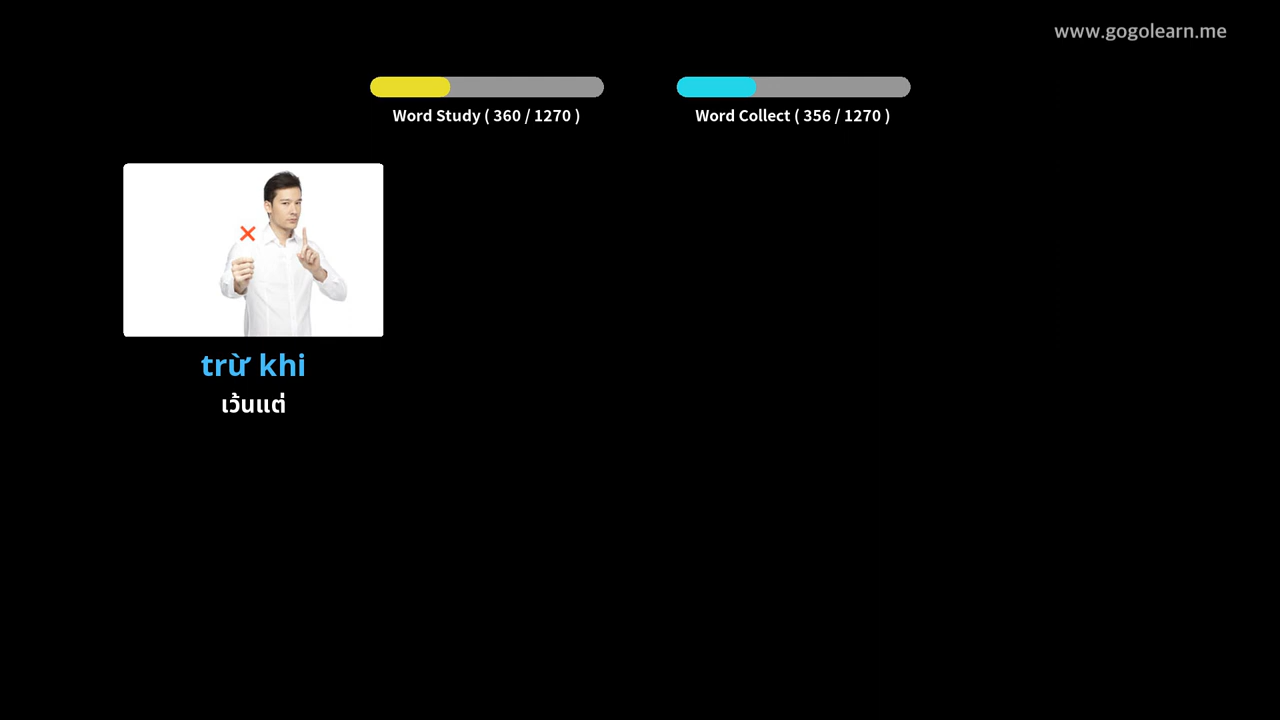 www.gogolearn.me
Word Study ( 360 / 1270 )
Word Collect ( 356 / 1270 )
trừ khi
เว้นแต่